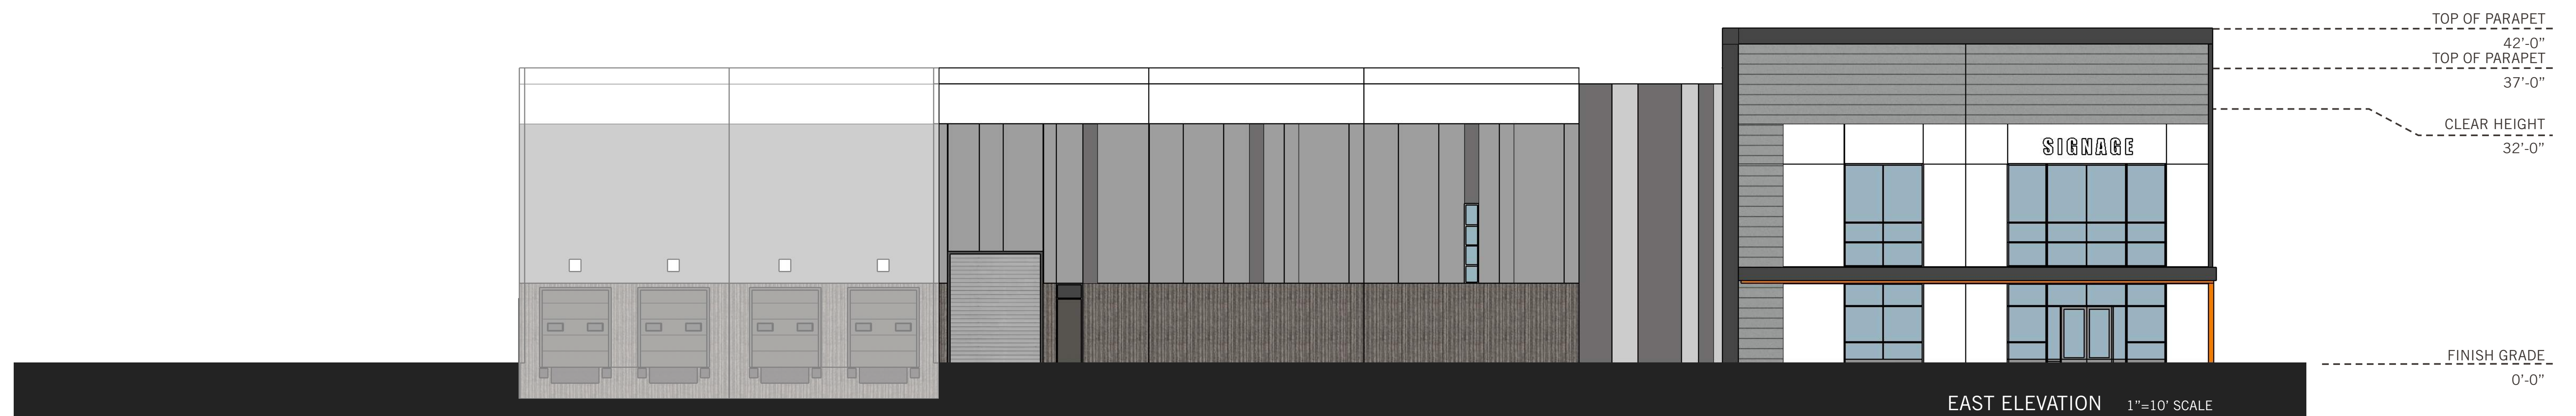 TOP OF PARAPET
42'-0"
TOP OF PARAPET
37'-0"
CLEAR HEIGHT
32'-0"
SIGNAGE
FINISH GRADE
0'-0"
EAST ELEVATION 1"=10' SCALE